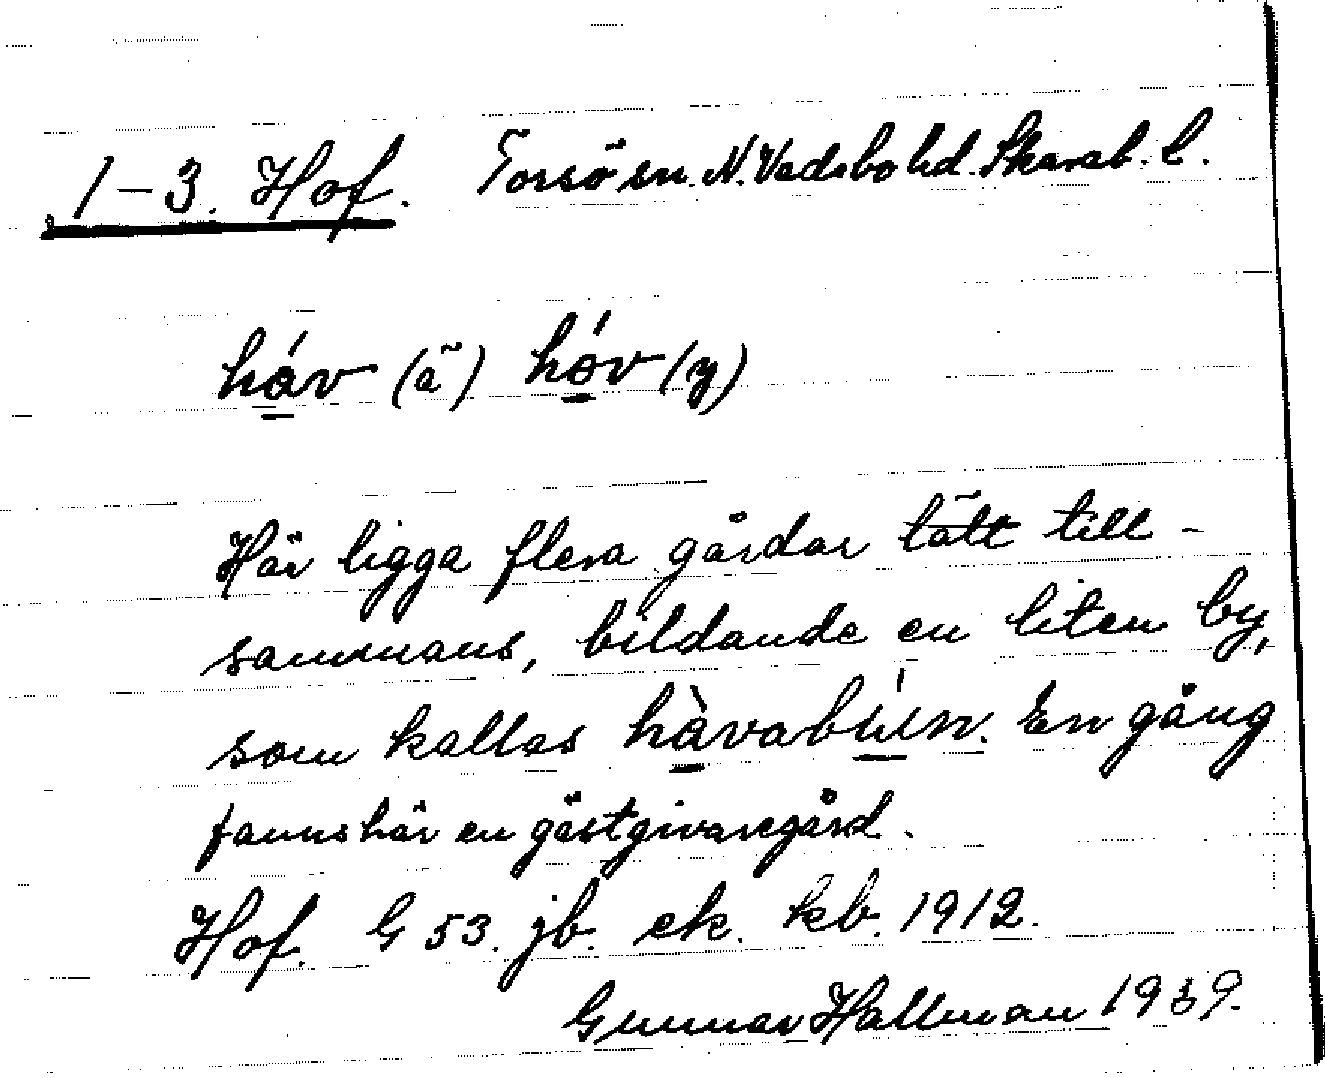 1-3. Hof. Torsö sn. N. Vadsbo hd. Skarab. l.
háv (ä) hóv (y)
Här ligga flera gårdar tätt till-
sammans, bildande en liten by,
som kallas hàvabýn. En gång
fanns här en gästgivaregård.
Hof. G 53. jb. ek. kb. 1912.
Gunnar Hallman 1939.